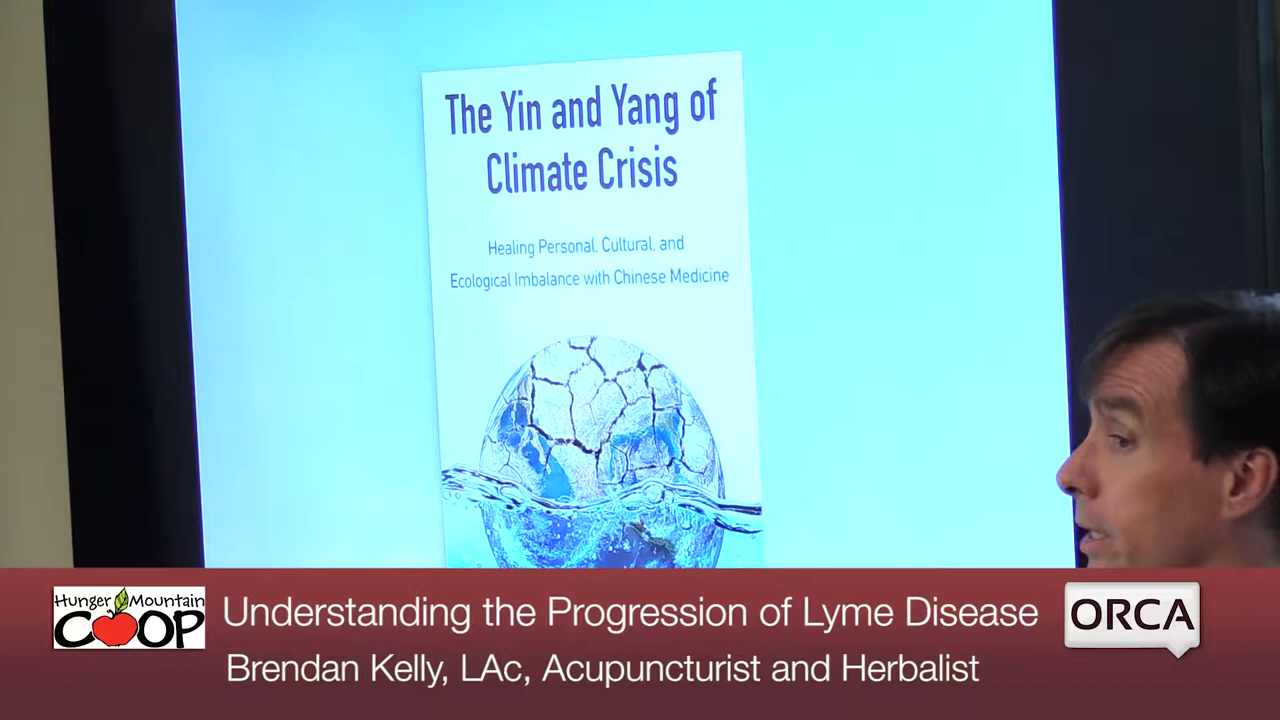 The Yin and Yang of
Climate Crisis
Healing Personal, Cultural, and
Ecological Imbalance with Chinese Medicine
Hunger Mountain
COOP
Understanding the Progression of Lyme Disease
ORCA
Brendan Kelly, LAc, Acupuncturist and Herbalist